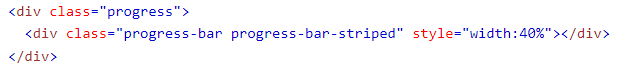 <div class="progress">
  <div class="progress-bar progress-bar-striped" style="width:40%"></div>
</div>